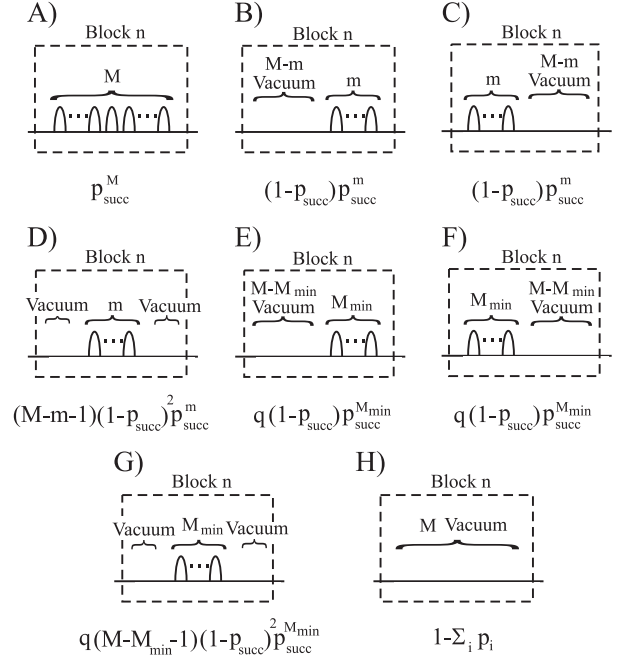 A) B) C)
Block n Block n Block n
M M-m Vacuum m m M-m Vacuum
p_succ^M (1-p_succ)p_succ^m (1-p_succ)p_succ^m
D) E) F)
Block n Block n Block n
Vacuum m Vacuum M-M_min Vacuum M_min M_min M-M_min Vacuum
(M-m-1)(1-p_succ)^2 p_succ^m q(1-p_succ)p_succ^M_min q(1-p_succ)p_succ^M_min
G) H)
Block n Block n
Vacuum M_min Vacuum M Vacuum
q(M-M_min-1)(1-p_succ)^2 p_succ^M_min 1-Σ_i p_i